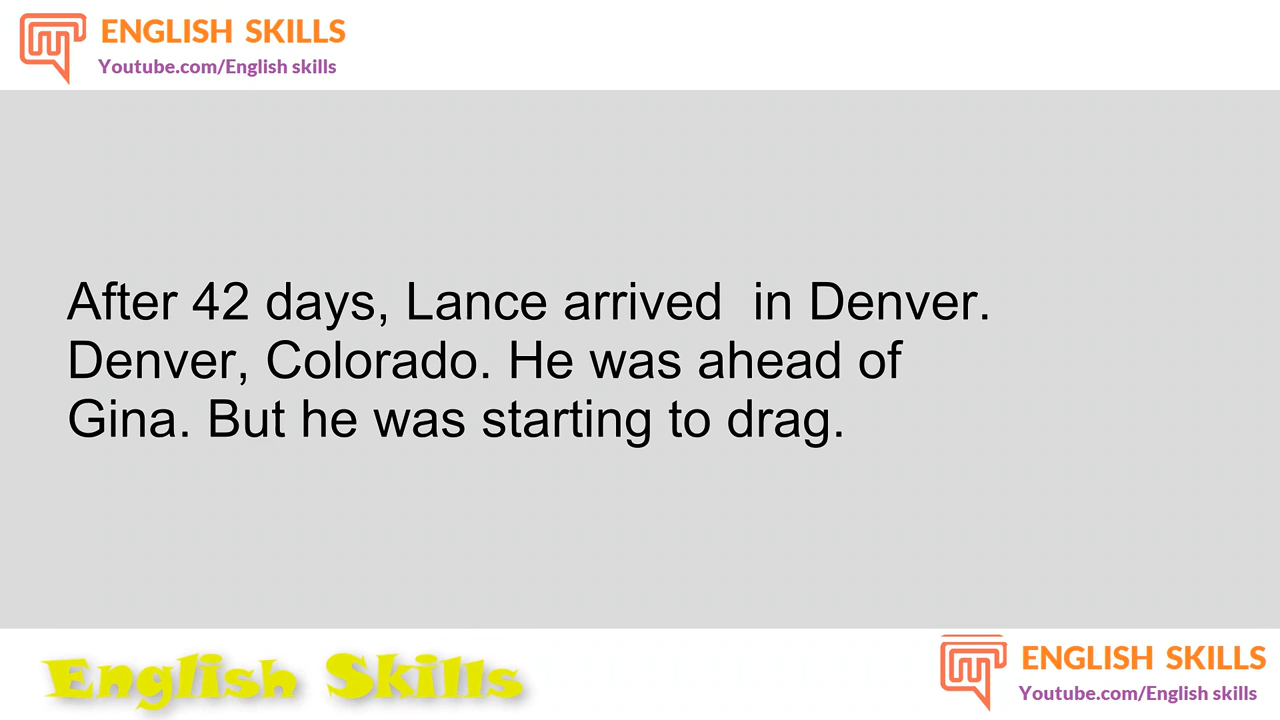 ENGLISH SKILLS
Youtube.com/English skills
After 42 days, Lance arrived  in Denver.
Denver, Colorado. He was ahead of
Gina. But he was starting to drag.
English Skills
ENGLISH SKILLS
Youtube.com/English skills